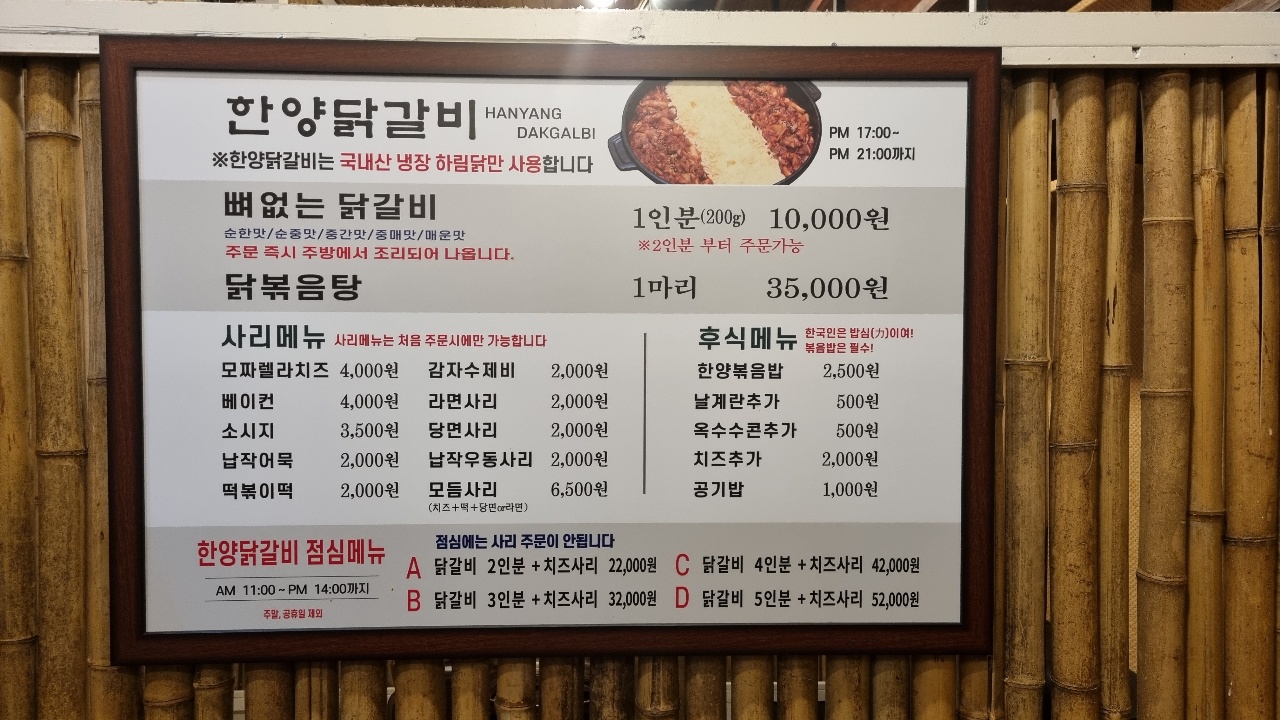 한양닭갈비 HANYANG
DAKGALBI
※한양닭갈비는 국내산 냉장 하림닭만 사용합니다
PM 17:00~
PM 21:00까지
뼈없는 닭갈비
순한맛/순중맛/중간맛/중매맛/매운맛
주문 즉시 주방에서 조리되어 나옵니다.
1인분(200g) 10,000원
※2인분 부터 주문가능
닭볶음탕 1마리 35,000원
사리메뉴 사리메뉴는 처음 주문시에만 가능합니다
모짜렐라치즈 4,000원 감자수제비 2,000원
베이컨 4,000원 라면사리 2,000원
소시지 3,500원 당면사리 2,000원
납작어묵 2,000원 납작우동사리 2,000원
떡볶이떡 2,000원 모듬사리 6,500원
(치즈+떡+당면or라면)
후식메뉴 한국인은 밥심(力)이여!
볶음밥은 필수!
한양볶음밥 2,500원
날계란추가 500원
옥수수콘추가 500원
치즈추가 2,000원
공기밥 1,000원
한양닭갈비 점심메뉴
AM 11:00 ~ PM 14:00까지
주말, 공휴일 제외
점심에는 사리 주문이 안됩니다
A 닭갈비 2인분 +치즈사리 22,000원 C 닭갈비 4인분 +치즈사리 42,000원
B 닭갈비 3인분 +치즈사리 32,000원 D 닭갈비 5인분 +치즈사리 52,000원